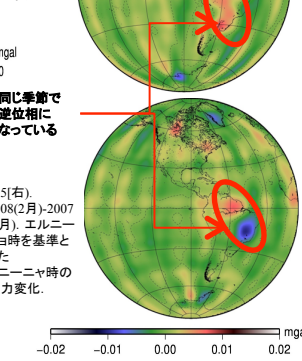 mgal
0
同じ季節で
逆位相に
なっている
5[右].
08(2月)-2007
月). エルニー
ョ時を基準と
た
ニーニャ時の
力変化.
mga
−0.02 −0.01 0.00 0.01 0.02